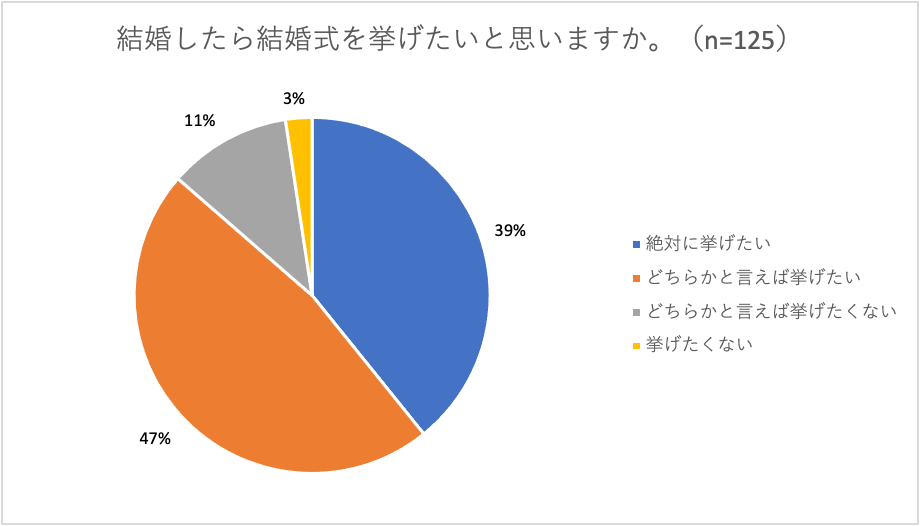 結婚したら結婚式を挙げたいと思いますか。（n=125）
3%
11%
39%
47%
絶対に挙げたい
どちらかと言えば挙げたい
どちらかと言えば挙げたくない
挙げたくない